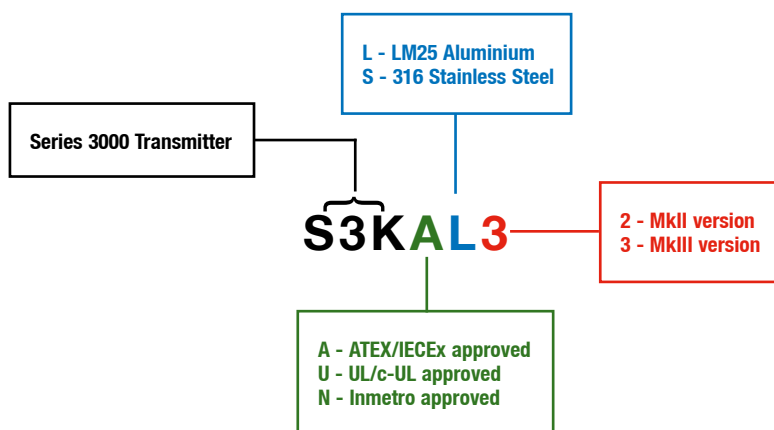 L - LM25 Aluminium
S - 316 Stainless Steel
Series 3000 Transmitter
S3KAL3
2 - MkII version
3 - MkIII version
A - ATEX/IECEx approved
U - UL/c-UL approved
N - Inmetro approved